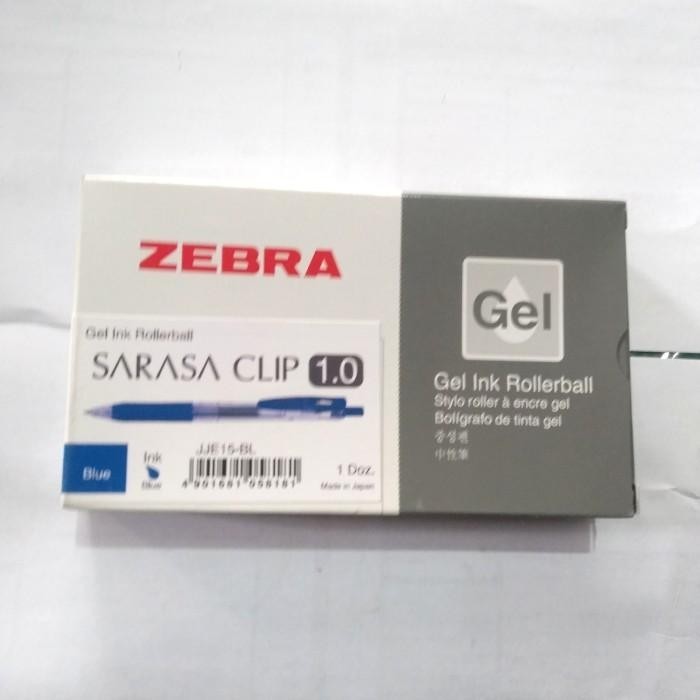 ZEBRA
Gel Ink Rollerball
SARASA CLIP 1.0
Blue
Ink
Blue
JJE15-BL
4 901681 058181
1 Doz.
Made in Japan
Gel
Gel Ink Rollerball
Stylo roller à encre gel
Bolígrafo de tinta gel
중성펜
中性筆